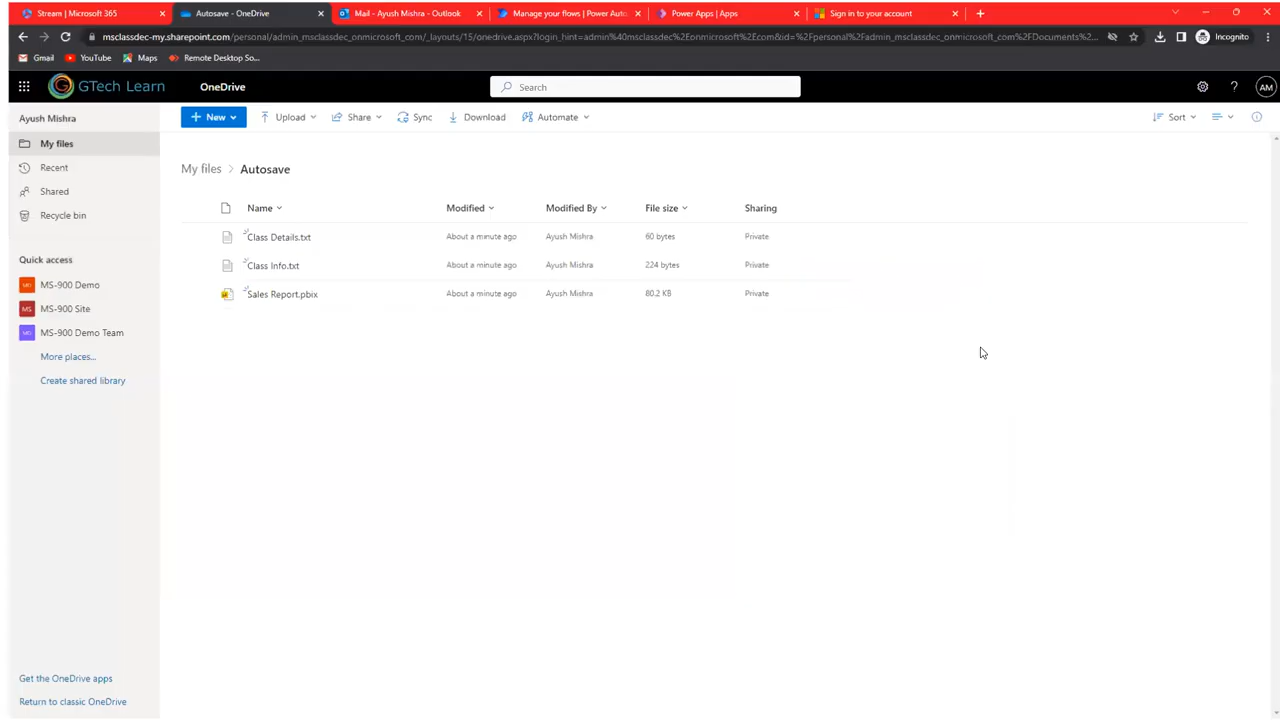 Stream | Microsoft 365
Autosave - OneDrive
Mail - Ayush Mishra - Outlook
Manage your flows | Power Auto
Power Apps | Apps
Sign in to your account
msclassdec-my.sharepoint.com/personal/admin_msclassdec_onmicrosoft_com/_layouts/15/onedrive.aspx?login_hint=admin%40msclassdec%2Eonmicrosoft%2Ecom&id=%2Fpersonal%2Fadmin_msclassdec_onmicrosoft_com%2FDocuments%2...
Incognito
Gmail
YouTube
Maps
Remote Desktop So...
GTech Learn
OneDrive
Search
AM
Ayush Mishra
New
Upload
Share
Sync
Download
Automate
Sort
My files
Recent
Shared
Recycle bin
My files > Autosave
Name Modified Modified By File size Sharing
Class Details.txt About a minute ago Ayush Mishra 60 bytes Private
Class Info.txt About a minute ago Ayush Mishra 224 bytes Private
Sales Report.pbix About a minute ago Ayush Mishra 80.2 KB Private
Quick access
MD MS-900 Demo
MS MS-900 Site
MD MS-900 Demo Team
More places...
Create shared library
Get the OneDrive apps
Return to classic OneDrive